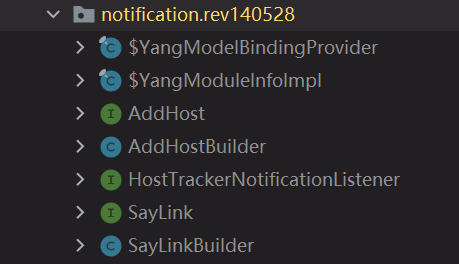 notification.rev140528
$YangModelBindingProvider
$YangModuleInfoImpl
I AddHost
C AddHostBuilder
I HostTrackerNotificationListener
I SayLink
C SayLinkBuilder